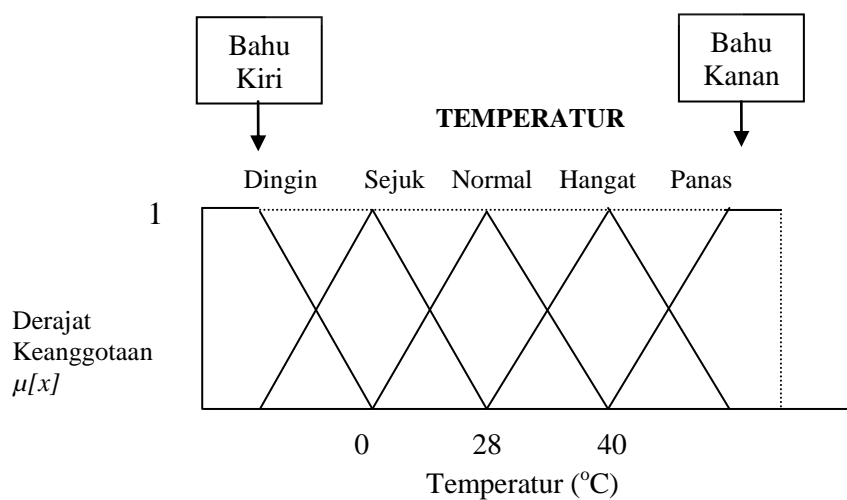 Bahu
Kiri
Bahu
Kanan
TEMPERATUR
Dingin Sejuk Normal Hangat Panas
1
Derajat
Keanggotaan
µ[x]
0 28 40
Temperatur (°C)